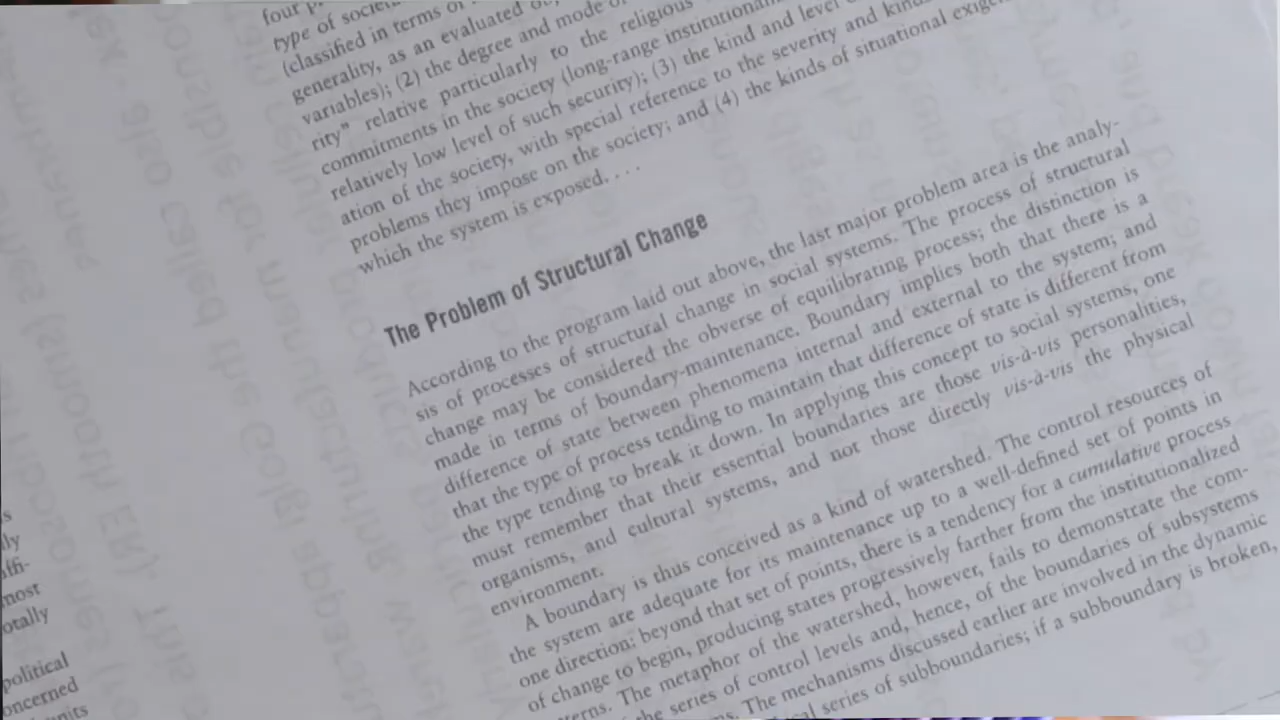 four
type of
(classified in terms of
generality, as an evaluated
variables); (2) the degree and mode of
rity" relative particularly to the religious
commitments in the society (long-range institutional
relatively low level of such security); (3) the kind and level
ation of the society, with special reference to the severity and
problems they impose on the society; and (4) the kinds of situational
which the system is exposed. . . .
The Problem of Structural Change
According to the program laid out above, the last major problem area is the analy-
sis of processes of structural change in social systems. The process of structural
change may be considered the obverse of equilibrating process; the distinction is
made in terms of boundary-maintenance. Boundary implies both that there is a
difference of state between phenomena internal and external to the system; and
that the type of process tending to maintain that difference of state is different from
the type tending to break it down. In applying this concept to social systems, one
must remember that their essential boundaries are those vis-à-vis personalities,
organisms, and cultural systems, and not those directly vis-à-vis the physical
environment.
A boundary is thus conceived as a kind of watershed. The control resources of
the system are adequate for its maintenance up to a well-defined set of points in
one direction: beyond that set of points, there is a tendency for a cumulative process
of change to begin, producing states progressively farther from the institutionalized
The metaphor of the watershed, however, fails to demonstrate the com-
the series of control levels and, hence, of the boundaries of subsystems
The mechanisms discussed earlier are involved in the dynamic
series of subboundaries; if a subboundary is broken,
most
otally
political
oncerned